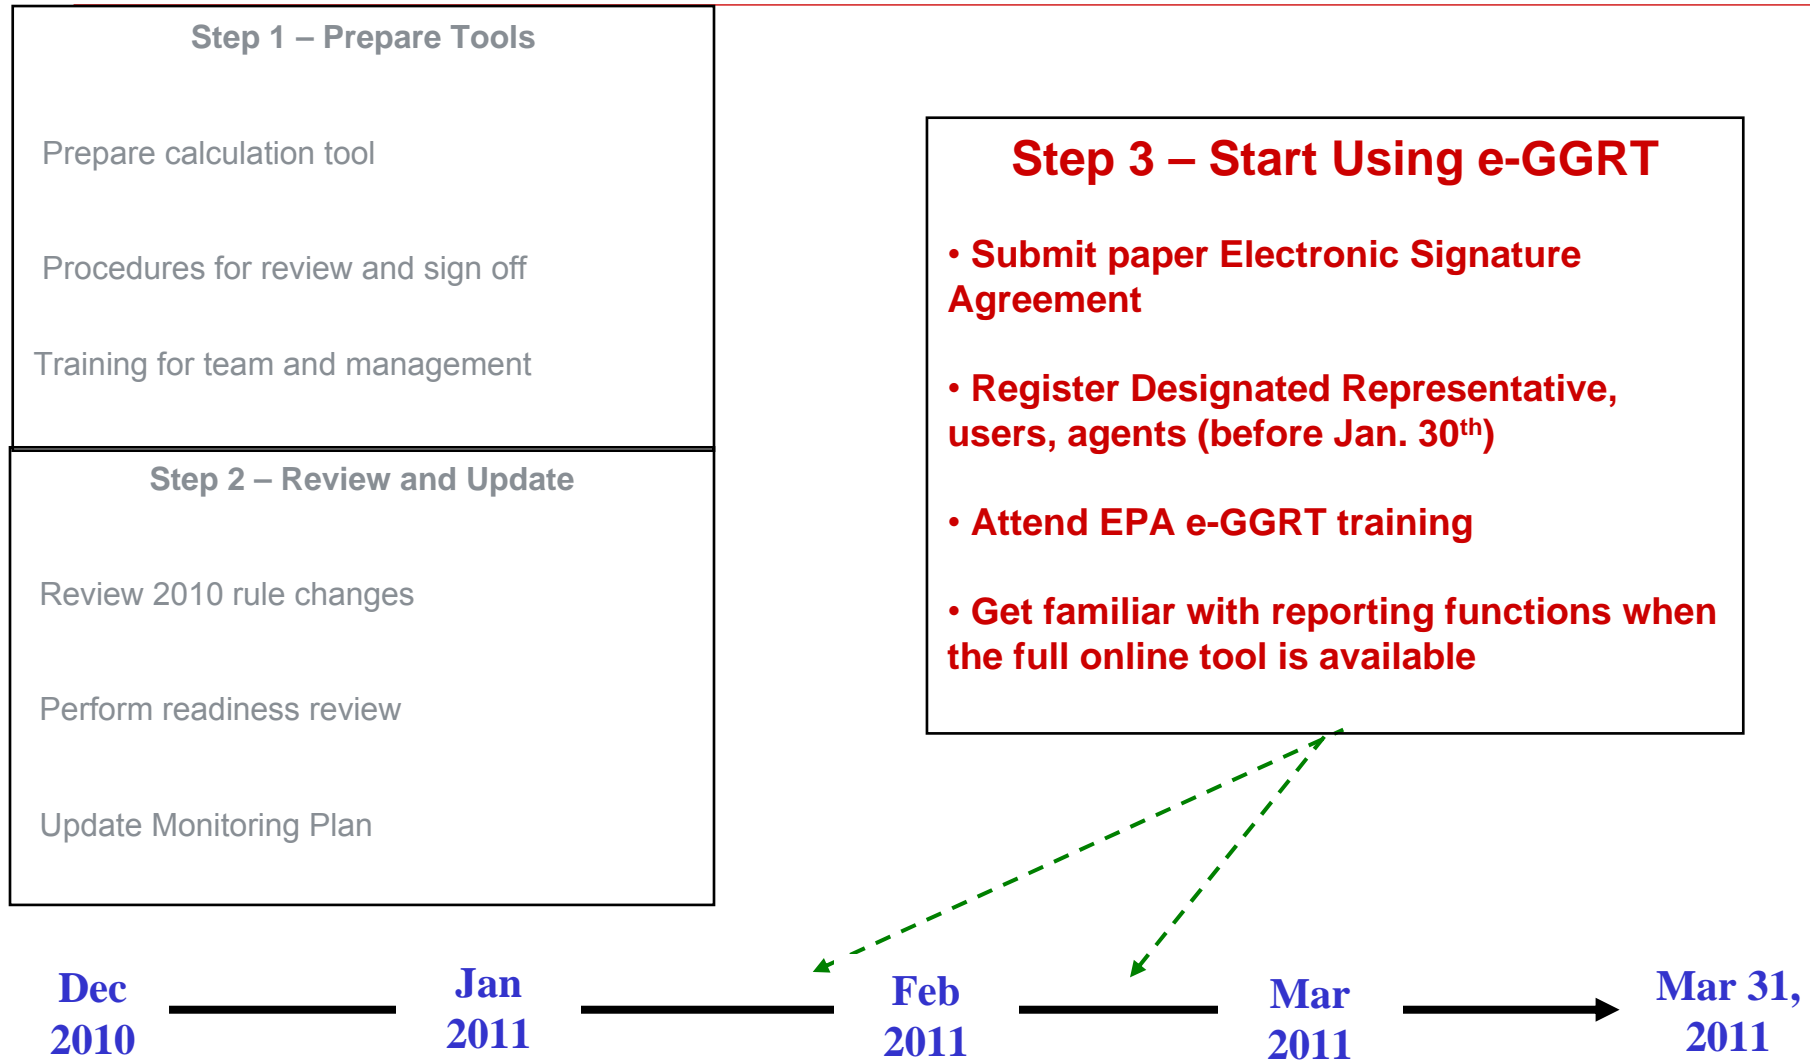 Step 1 – Prepare Tools
Prepare calculation tool
Procedures for review and sign off
Training for team and management
Step 2 – Review and Update
Review 2010 rule changes
Perform readiness review
Update Monitoring Plan
Step 3 – Start Using e-GGRT
• Submit paper Electronic Signature
Agreement
• Register Designated Representative,
users, agents (before Jan. 30th)
• Attend EPA e-GGRT training
• Get familiar with reporting functions when
the full online tool is available
Dec
2010
Jan
2011
Feb
2011
Mar
2011
Mar 31,
2011